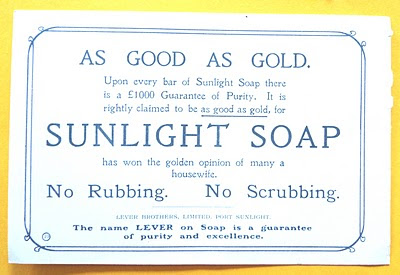 AS GOOD AS GOLD.
Upon every bar of Sunlight Soap there
is a £1000 Guarantee of Purity. It is
rightly claimed to be as good as gold, for
SUNLIGHT SOAP
has won the golden opinion of many a
housewife.
No Rubbing. No Scrubbing.
LEVER BROTHERS, LIMITED, PORT SUNLIGHT.
The name LEVER on Soap is a guarantee
of purity and excellence.